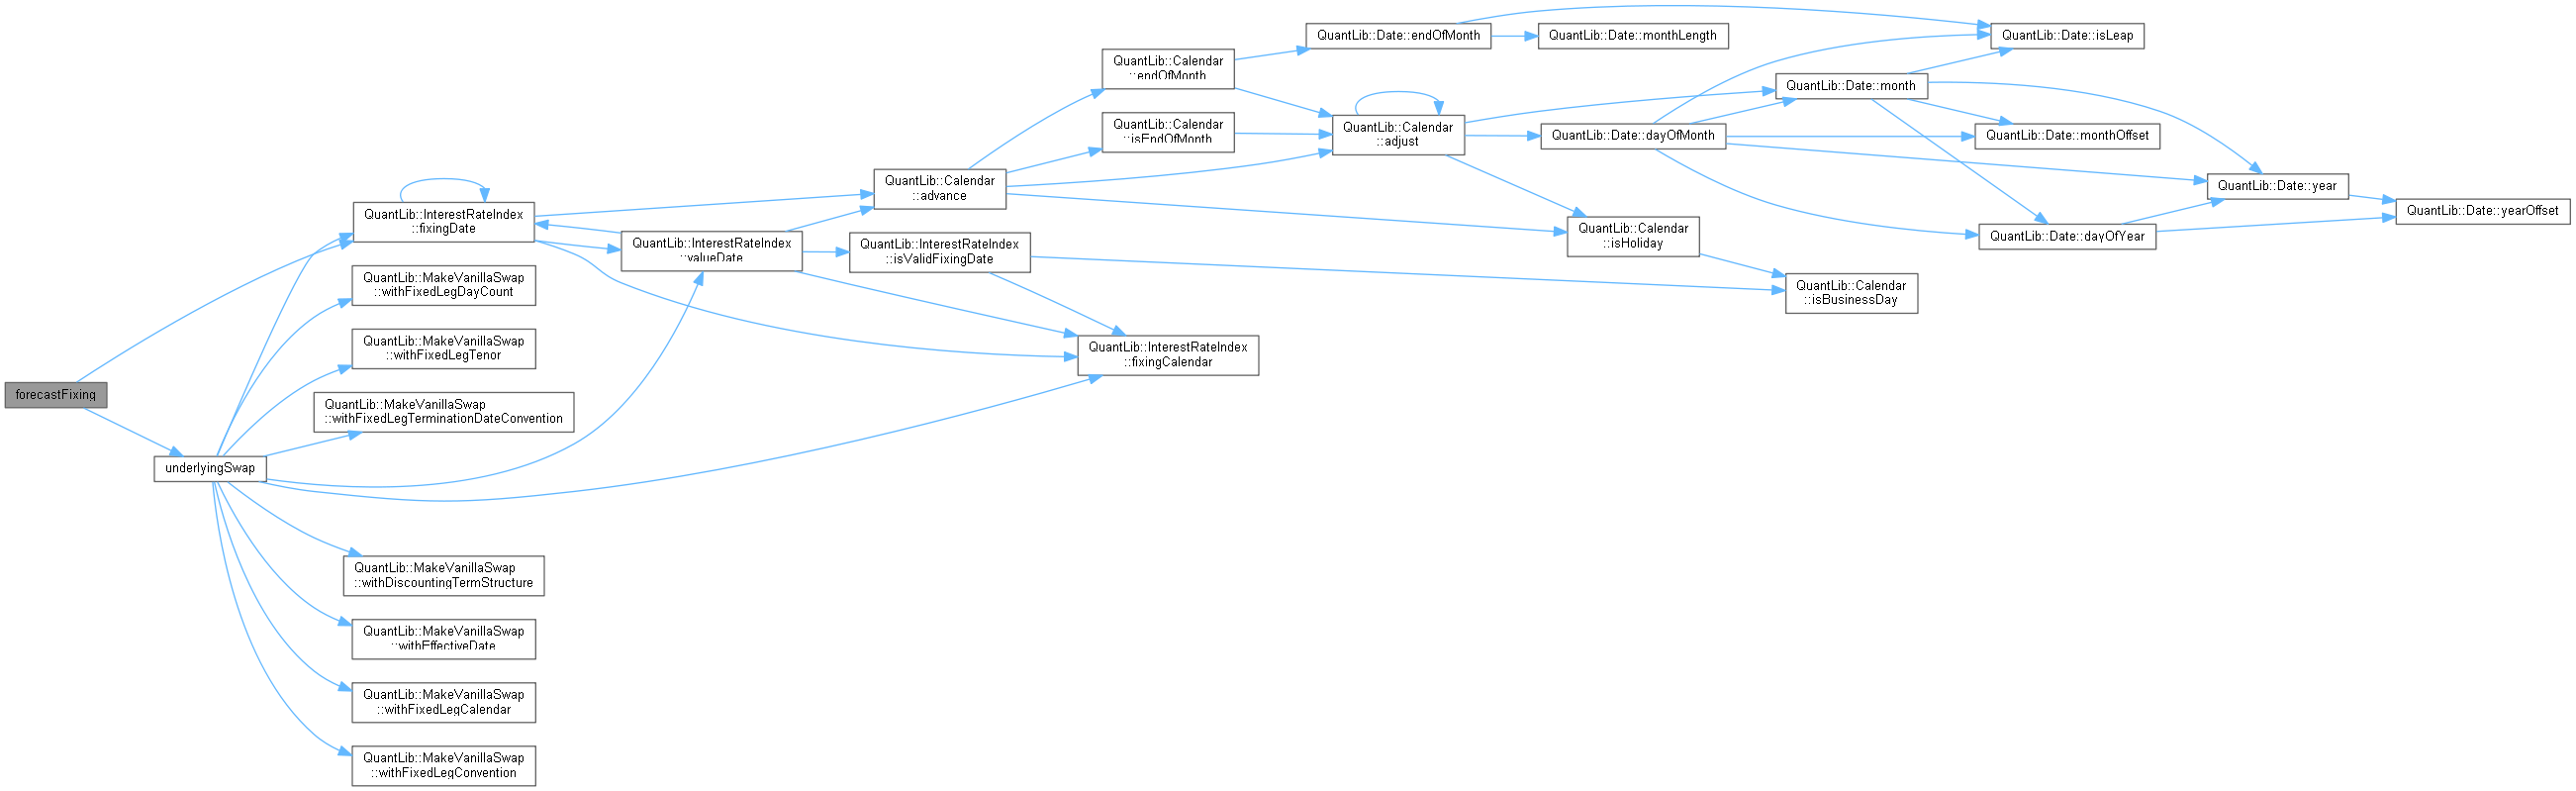 forecastFixing
underlyingSwap
QuantLib::InterestRateIndex
::fixingDate
QuantLib::MakeVanillaSwap
::withFixedLegDayCount
QuantLib::MakeVanillaSwap
::withFixedLegTenor
QuantLib::MakeVanillaSwap
::withFixedLegTerminationDateConvention
QuantLib::MakeVanillaSwap
::withDiscountingTermStructure
QuantLib::MakeVanillaSwap
::withEffectiveDate
QuantLib::MakeVanillaSwap
::withFixedLegCalendar
QuantLib::MakeVanillaSwap
::withFixedLegConvention
QuantLib::InterestRateIndex
::valueDate
QuantLib::Calendar
::advance
QuantLib::InterestRateIndex
::isValidFixingDate
QuantLib::InterestRateIndex
::fixingCalendar
QuantLib::Calendar
::endOfMonth
QuantLib::Calendar
::isEndOfMonth
QuantLib::Date::endOfMonth
QuantLib::Calendar
::adjust
QuantLib::Date::monthLength
QuantLib::Date::dayOfMonth
QuantLib::Calendar
::isHoliday
QuantLib::Date::month
QuantLib::Calendar
::isBusinessDay
QuantLib::Date::isLeap
QuantLib::Date::monthOffset
QuantLib::Date::dayOfYear
QuantLib::Date::year
QuantLib::Date::yearOffset